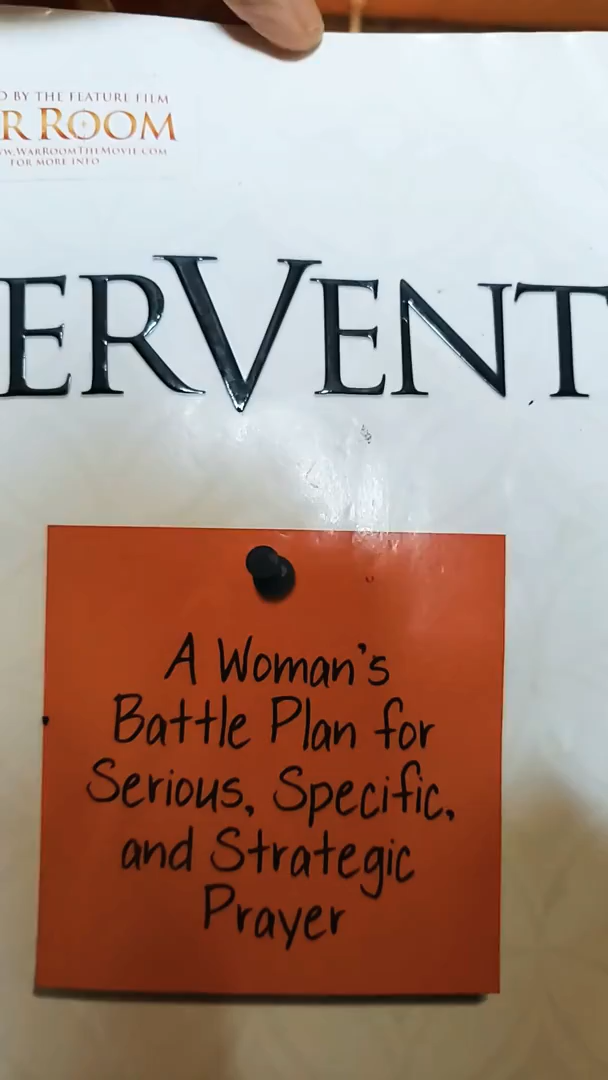 D BY THE FEATURE FILM
R ROOM
WW.WARROOMTHEMOVIE.COM
FOR MORE INFO
ERVENT
A Woman's
Battle Plan for
Serious, Specific,
and Strategic
Prayer